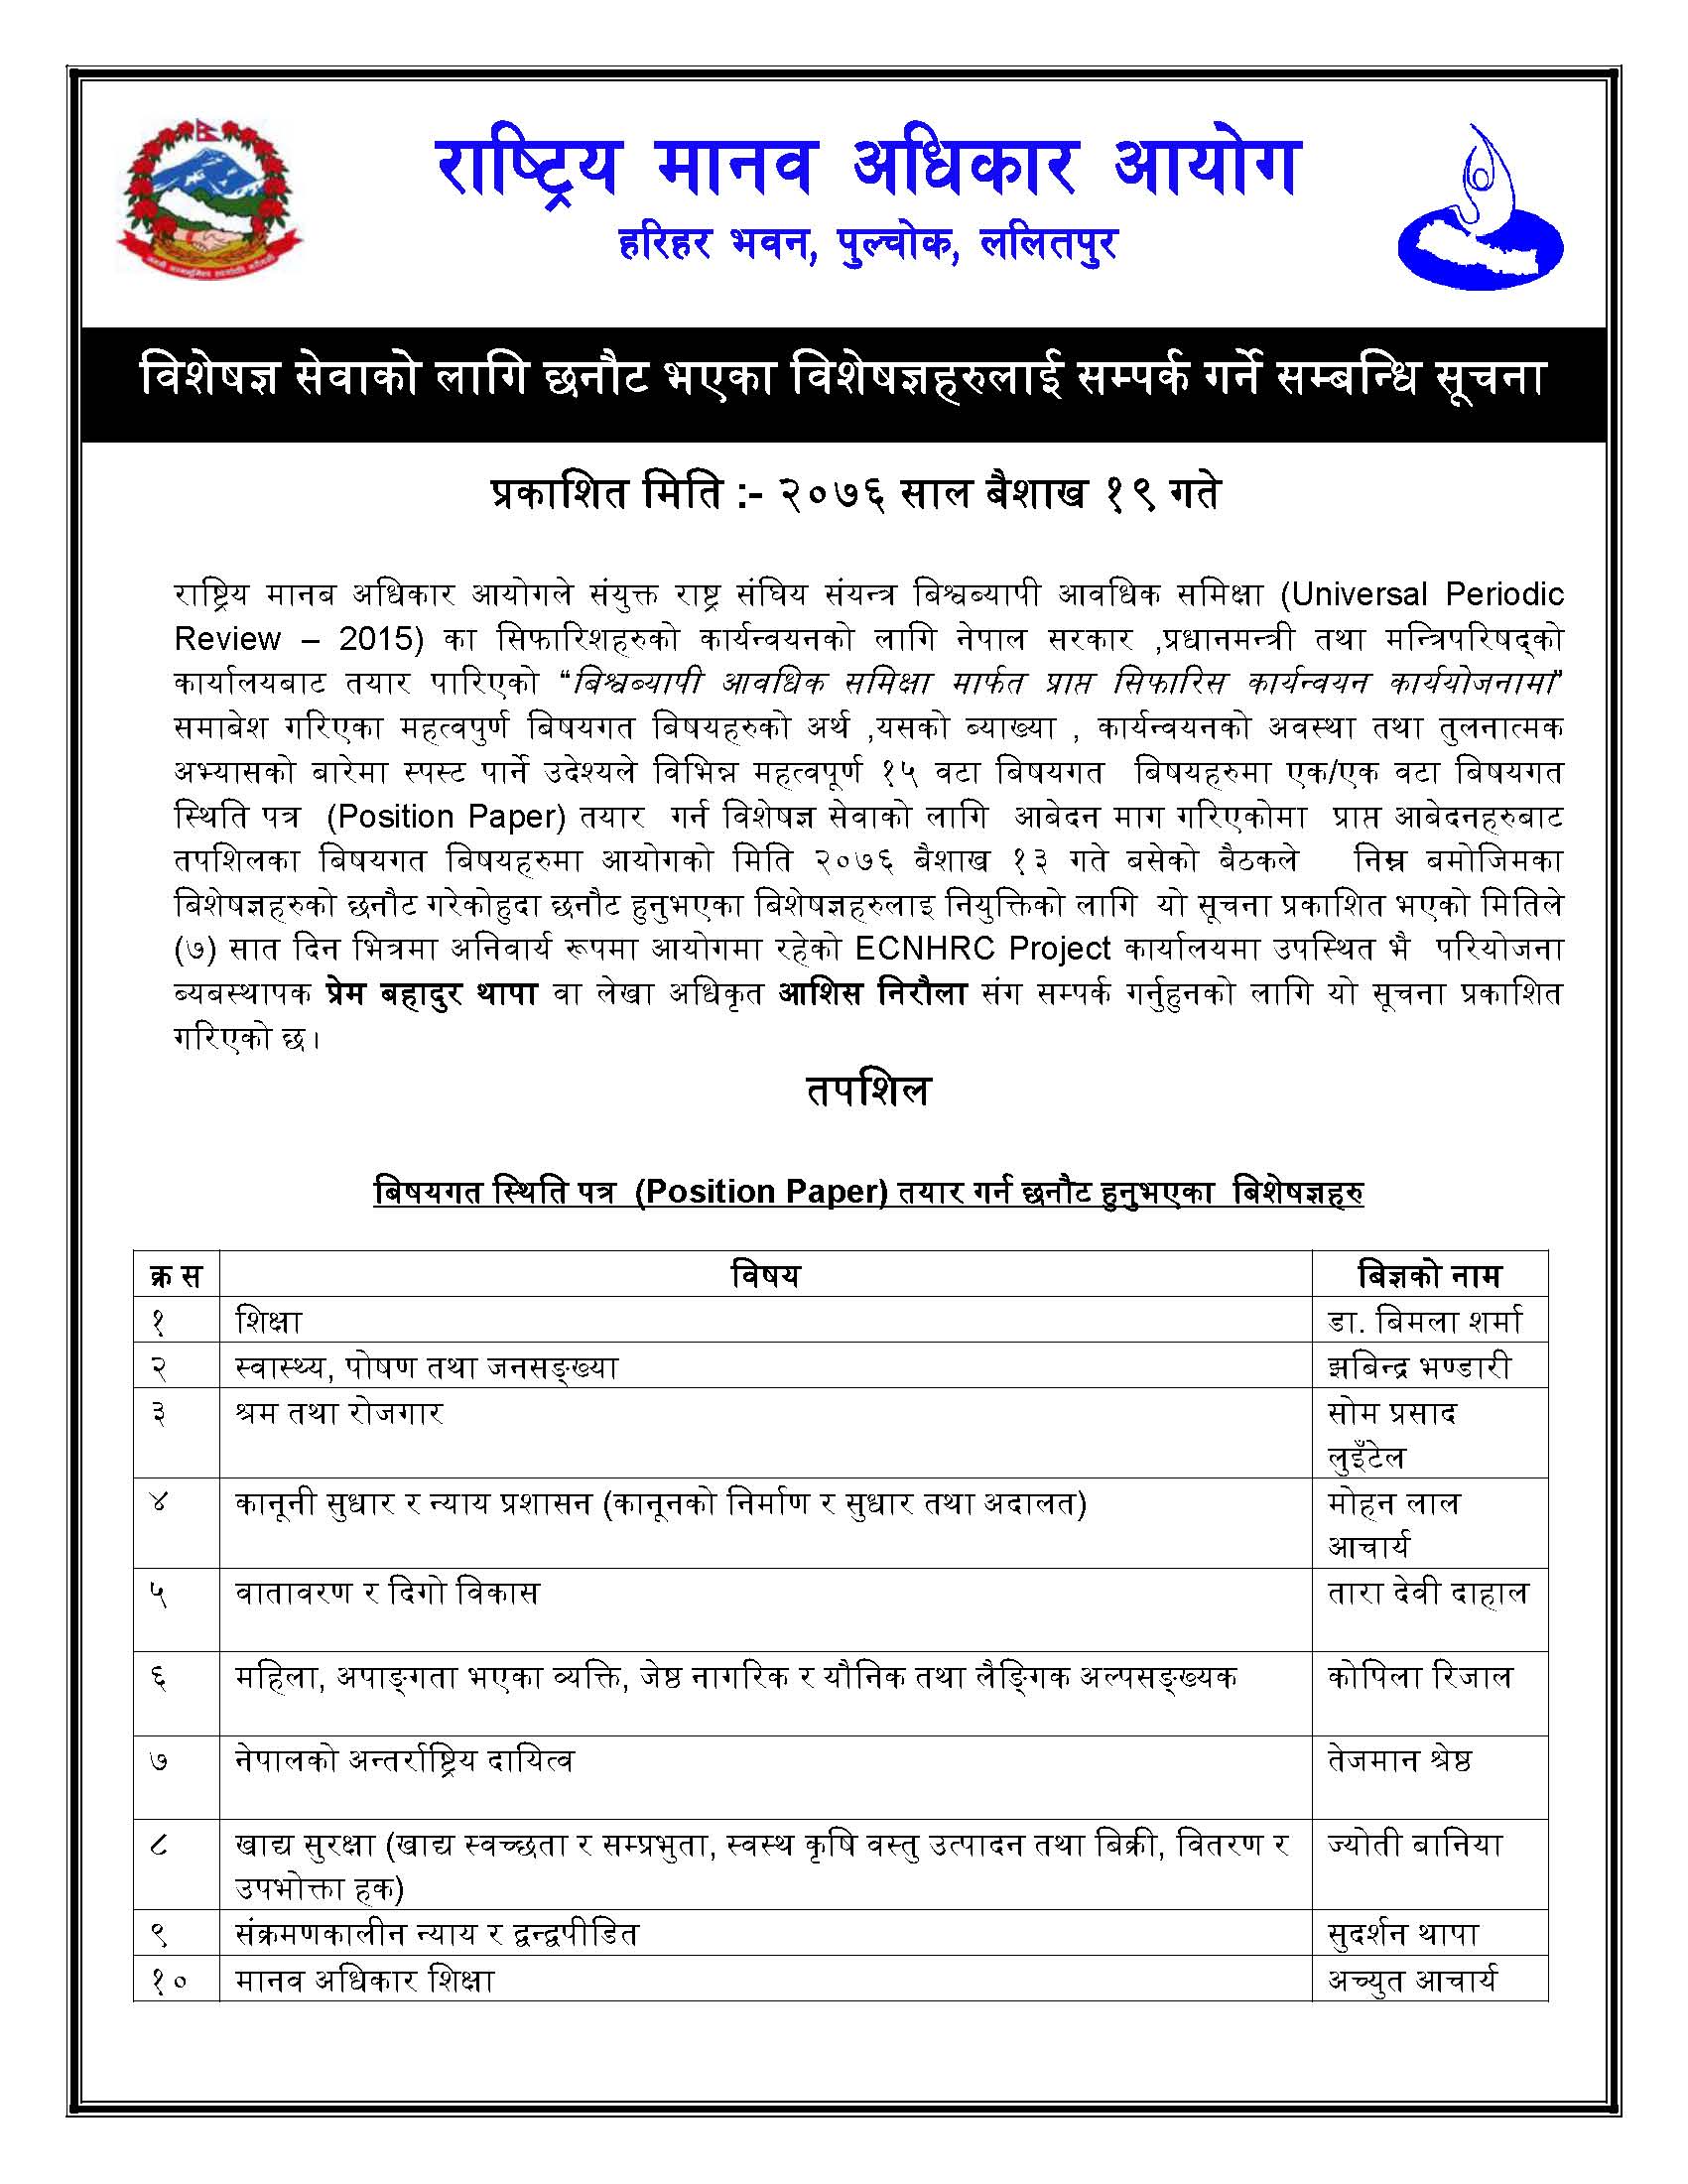 राष्ट्रिय मानव अधिकार आयोग
हरिहर भवन, पुल्चोक, ललितपुर
विशेषज्ञ सेवाको लागि छनौट भएका विशेषज्ञहरुलाई सम्पर्क गर्ने सम्बन्धि सूचना
प्रकाशित मिति :- २०७६ साल बैशाख १९ गते
राष्ट्रिय मानब अधिकार आयोगले संयुक्त राष्ट्र संघिय संयन्त्र बिश्वब्यापी आवधिक समिक्षा (Universal Periodic
Review – 2015) का सिफारिशहरुको कार्यन्वयनको लागि नेपाल सरकार ,प्रधानमन्त्री तथा मन्त्रिपरिषद्को
कार्यालयबाट तयार पारिएको “बिश्वब्यापी आवधिक समिक्षा मार्फत प्राप्त सिफारिस कार्यन्वयन कार्ययोजनामा”
समाबेश गरिएका महत्वपुर्ण बिषयगत बिषयहरुको अर्थ ,यसको ब्याख्या , कार्यन्वयनको अवस्था तथा तुलनात्मक
अभ्यासको बारेमा स्पस्ट पार्ने उदेश्यले विभिन्न महत्वपूर्ण १५ वटा बिषयगत बिषयहरुमा एक/एक वटा बिषयगत
स्थिति पत्र (Position Paper) तयार गर्न विशेषज्ञ सेवाको लागि आबेदन माग गरिएकोमा प्राप्त आबेदनहरुबाट
तपशिलका बिषयगत बिषयहरुमा आयोगको मिति २०७६ बैशाख १३ गते बसेको बैठकले निम्न बमोजिमका
बिशेषज्ञहरुको छनौट गरेकोहुदा छनौट हुनुभएका बिशेषज्ञहरुलाइ नियुक्तिको लागि यो सूचना प्रकाशित भएको मितिले
(७) सात दिन भित्रमा अनिवार्य रूपमा आयोगमा रहेको ECNHRC Project कार्यालयमा उपस्थित भै परियोजना
ब्यबस्थापक प्रेम बहादुर थापा वा लेखा अधिकृत आशिस निरौला संग सम्पर्क गर्नुहुनको लागि यो सूचना प्रकाशित
गरिएको छ।
तपशिल
बिषयगत स्थिति पत्र (Position Paper) तयार गर्न छनौट हुनुभएका बिशेषज्ञहरु
क्र स विषय बिज्ञको नाम
१ शिक्षा डा. बिमला शर्मा
२ स्वास्थ्य, पोषण तथा जनसङ्ख्या झबिन्द्र भण्डारी
३ श्रम तथा रोजगार सोम प्रसाद
लुइँटेल
४ कानूनी सुधार र न्याय प्रशासन (कानूनको निर्माण र सुधार तथा अदालत) मोहन लाल
आचार्य
५ वातावरण र दिगो विकास तारा देवी दाहाल
६ महिला, अपाङ्गता भएका व्यक्ति, जेष्ठ नागरिक र यौनिक तथा लैङ्गिक अल्पसङ्ख्यक कोपिला रिजाल
७ नेपालको अन्तर्राष्ट्रिय दायित्व तेजमान श्रेष्ठ
८ खाद्य सुरक्षा (खाद्य स्वच्छता र सम्प्रभुता, स्वस्थ कृषि वस्तु उत्पादन तथा बिक्री, वितरण र ज्योती बानिया
उपभोक्ता हक)
९ संक्रमणकालीन न्याय र द्वन्द्वपीडित सुदर्शन थापा
१० मानव अधिकार शिक्षा अच्युत आचार्य